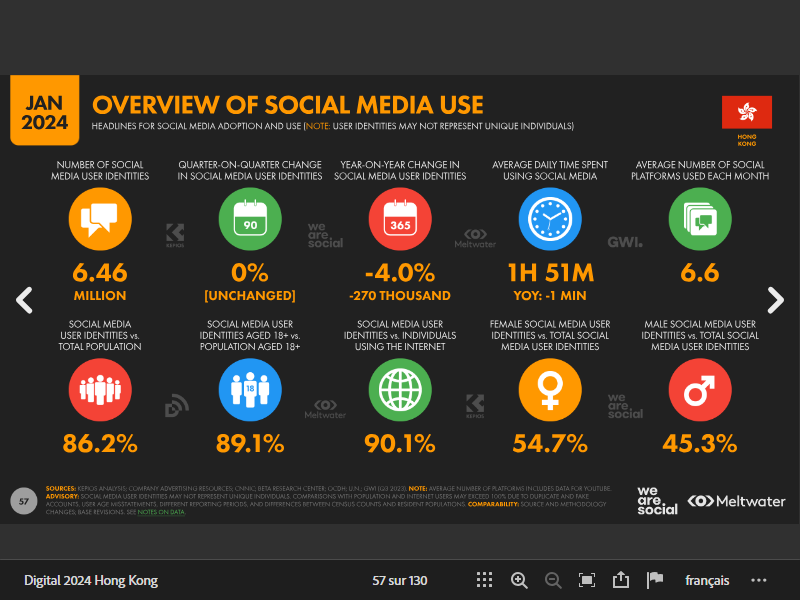 JAN
2024
OVERVIEW OF SOCIAL MEDIA USE
HEADLINES FOR SOCIAL MEDIA ADOPTION AND USE (NOTE: USER IDENTITIES MAY NOT REPRESENT UNIQUE INDIVIDUALS)
HONG
KONG
NUMBER OF SOCIAL
MEDIA USER IDENTITIES
6.46
MILLION
QUARTER-ON-QUARTER CHANGE
IN SOCIAL MEDIA USER IDENTITIES
90
0%
[UNCHANGED]
YEAR-ON-YEAR CHANGE IN
SOCIAL MEDIA USER IDENTITIES
365
-4.0%
-270 THOUSAND
AVERAGE DAILY TIME SPENT
USING SOCIAL MEDIA
1H 51M
YOY: -1 MIN
AVERAGE NUMBER OF SOCIAL
PLATFORMS USED EACH MONTH
6.6
KEPIOS
we
are
social
Meltwater
GWI.
SOCIAL MEDIA
USER IDENTITIES vs.
TOTAL POPULATION
86.2%
SOCIAL MEDIA USER
IDENTITIES AGED 18+ vs.
POPULATION AGED 18+
18
89.1%
SOCIAL MEDIA USER
IDENTITIES vs. INDIVIDUALS
USING THE INTERNET
90.1%
FEMALE SOCIAL MEDIA USER
IDENTITIES vs. TOTAL SOCIAL
MEDIA USER IDENTITIES
54.7%
MALE SOCIAL MEDIA USER
IDENTITIES vs. TOTAL SOCIAL
MEDIA USER IDENTITIES
45.3%
Meltwater
KEPIOS
we
are
social
57
SOURCES: KEPIOS ANALYSIS; COMPANY ADVERTISING RESOURCES; CNNIC; BETA RESEARCH CENTER; OCDH; U.N.; GWI (Q3 2023). NOTE: AVERAGE NUMBER OF PLATFORMS INCLUDES DATA FOR YOUTUBE.
ADVISORY: SOCIAL MEDIA USER IDENTITIES MAY NOT REPRESENT UNIQUE INDIVIDUALS. COMPARISONS WITH POPULATION AND INTERNET USERS MAY EXCEED 100% DUE TO DUPLICATE AND FAKE
ACCOUNTS, USER AGE MISSTATEMENTS, DIFFERENT REPORTING PERIODS, AND DIFFERENCES BETWEEN CENSUS COUNTS AND RESIDENT POPULATIONS. COMPARABILITY: SOURCE AND METHODOLOGY
CHANGES; BASE REVISIONS. SEE NOTES ON DATA.
we
are
social
Meltwater
Digital 2024 Hong Kong
57 sur 130
français